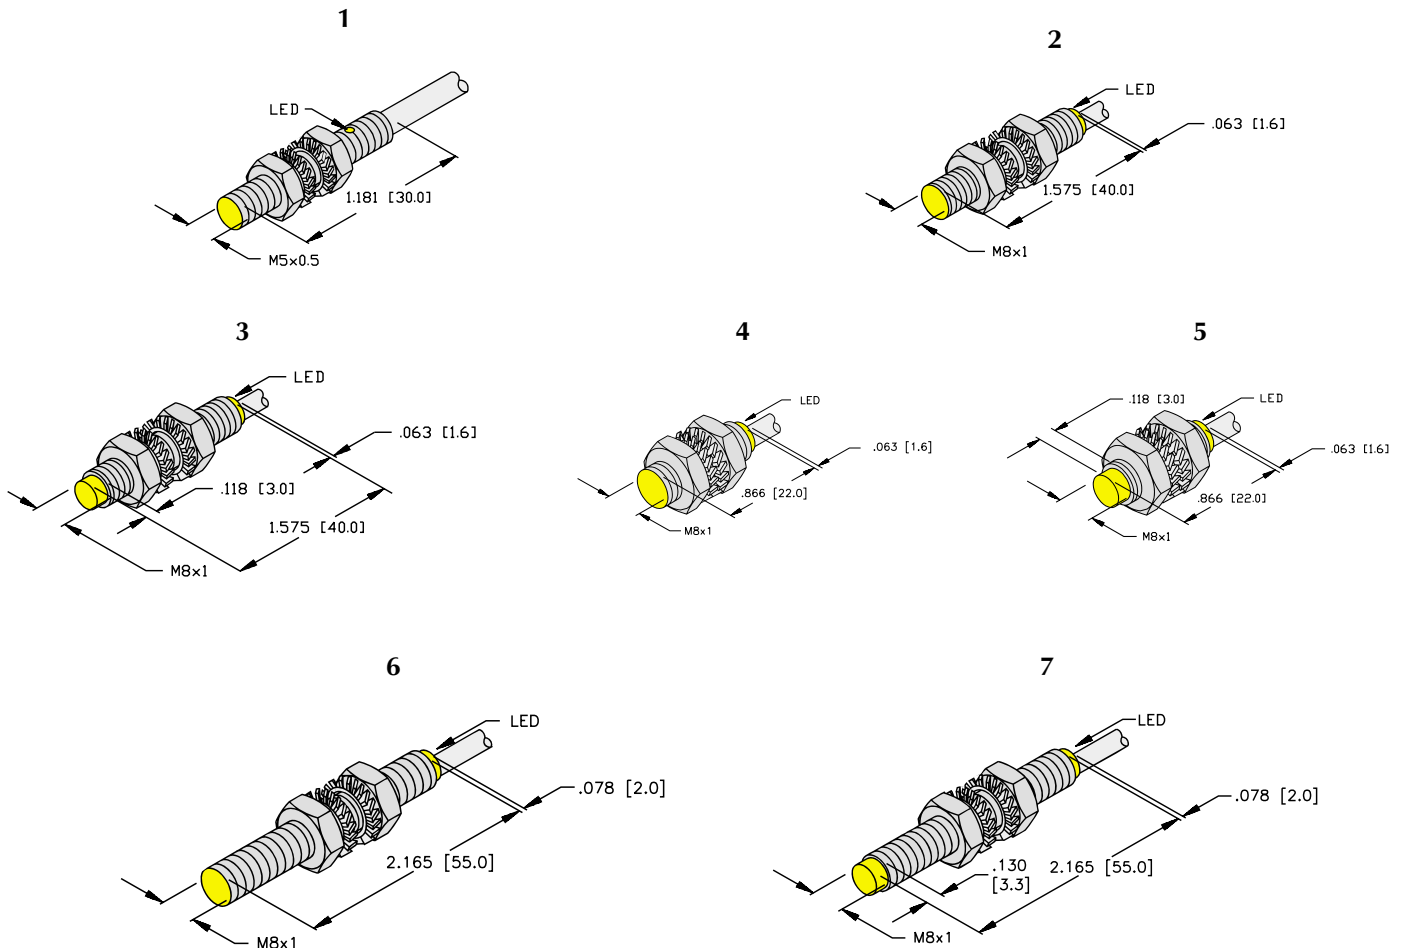 1
LED
1.181 [30.0]
M5x0.5
2
LED
.063 [1.6]
1.575 [40.0]
M8x1
3
LED
.063 [1.6]
.118 [3.0]
1.575 [40.0]
M8x1
4
LED
.063 [1.6]
.866 [22.0]
M8x1
5
.118 [3.0]
LED
.063 [1.6]
.866 [22.0]
M8x1
6
LED
.078 [2.0]
2.165 [55.0]
M8x1
7
LED
.078 [2.0]
.130
[3.3]
2.165 [55.0]
M8x1